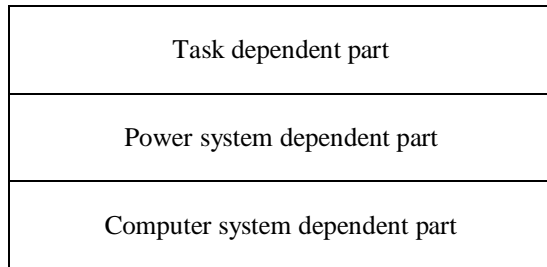 Task dependent part
Power system dependent part
Computer system dependent part